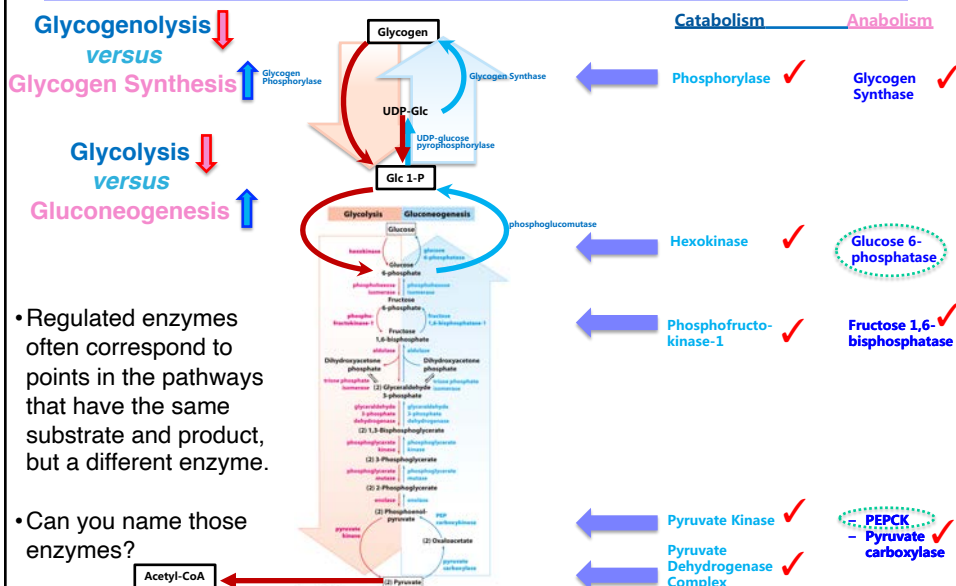 Glycogenolysis
versus
Glycogen Synthesis
Glycolysis
versus
Gluconeogenesis
•Regulated enzymes
often correspond to
points in the pathways
that have the same
substrate and product,
but a different enzyme.
•Can you name those
enzymes?
Glycogen
Glycogen
Phosphorylase
Glycogen Synthase
UDP-Glc
UDP-glucose
pyrophosphorylase
Glc 1-P
phosphoglucomutase
Glycolysis
Gluconeogenesis
Glucose
hexokinase
glucose
6-phosphatase
Glucose
6-phosphate
phosphohexose
isomerase
phosphohexose
isomerase
Fructose
6-phosphate
phospho-
fructokinase-1
fructose
1,6-bisphosphatase-1
Fructose
1,6-bisphosphate
aldolase
aldolase
Dihydroxyacetone
phosphate
Dihydroxyacetone
phosphate
triose phosphate
isomerase
triose phosphate
isomerase
(2) Glyceraldehyde
3-phosphate
glyceraldehyde
3-phosphate
dehydrogenase
glyceraldehyde
3-phosphate
dehydrogenase
(2) 1,3-Bisphosphoglycerate
phosphoglycerate
kinase
phosphoglycerate
kinase
(2) 3-Phosphoglycerate
phosphoglycerate
mutase
phosphoglycerate
mutase
(2) 2-Phosphoglycerate
enolase
enolase
(2) Phosphoenol-
pyruvate
PEP
carboxykinase
pyruvate
kinase
(2) Oxaloacetate
pyruvate
carboxylase
(2) Pyruvate
Acetyl-CoA
Catabolism
Anabolism
Phosphorylase
Glycogen
Synthase
Hexokinase
Glucose 6-
phosphatase
Phosphofructo-
kinase-1
Fructose 1,6-
bisphosphatase
Pyruvate Kinase
– PEPCK
– Pyruvate
carboxylase
Pyruvate
Dehydrogenase
Complex